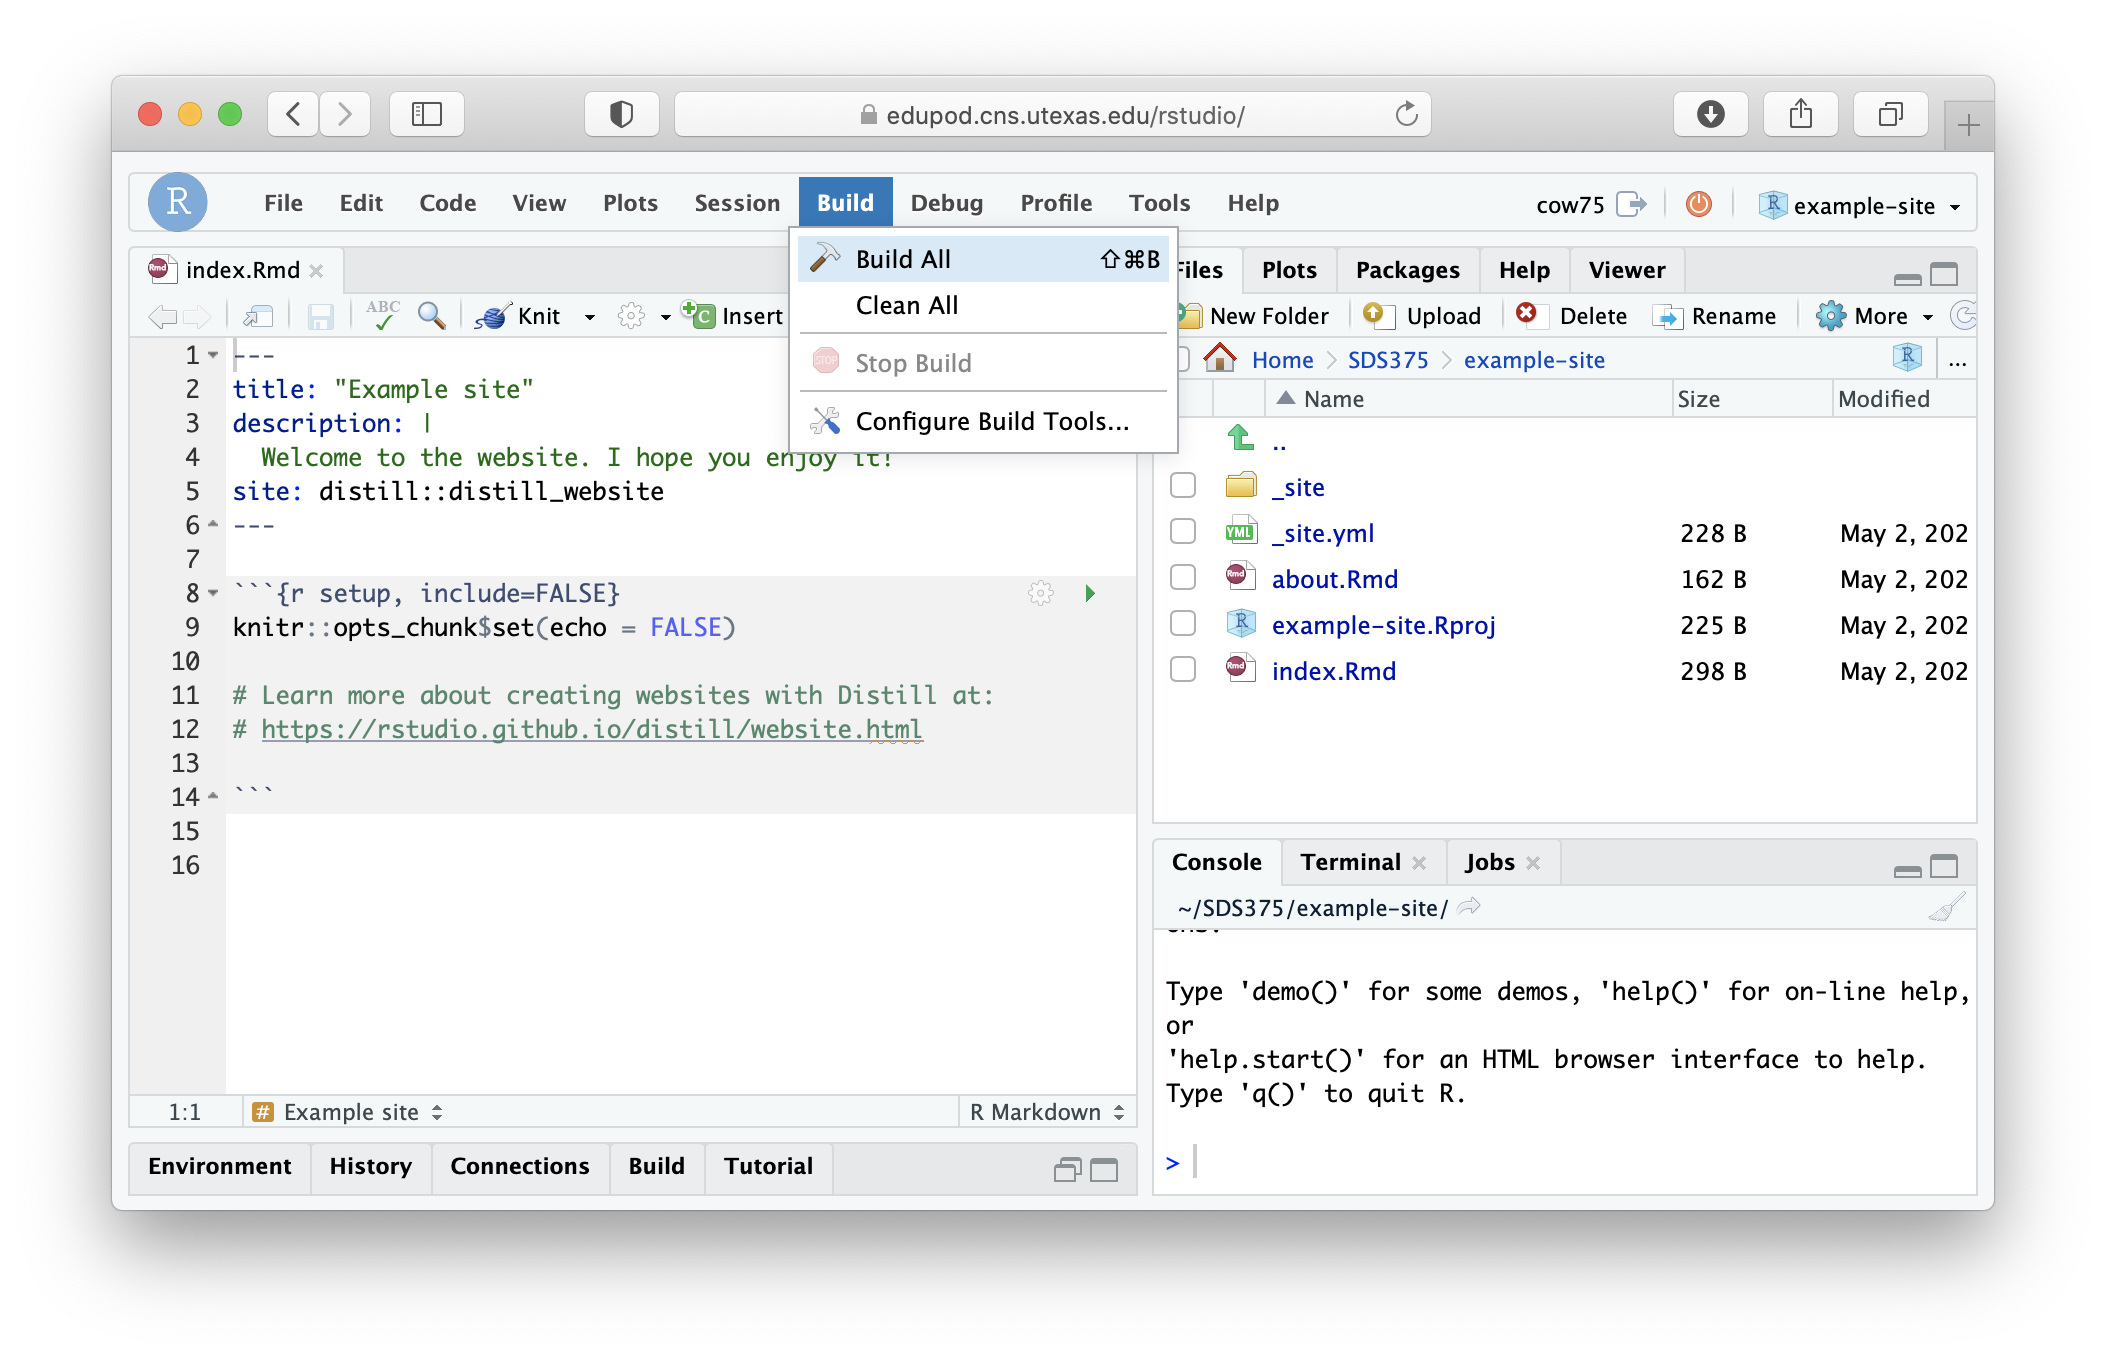 edupod.cns.utexas.edu/rstudio/
R File Edit Code View Plots Session Build Debug Profile Tools Help cow75 example-site
Build All ⇧⌘B
Clean All
STOP Stop Build
Configure Build Tools...
Rmd index.Rmd
ABC Knit C Insert
1 ---
2 title: "Example site"
3 description: |
4 Welcome to the website. I hope you enjoy it!
5 site: distill::distill_website
6 ---
7
8 ```{r setup, include=FALSE}
9 knitr::opts_chunk$set(echo = FALSE)
10
11 # Learn more about creating websites with Distill at:
12 # https://rstudio.github.io/distill/website.html
13
14 ```
15
16
1:1 # Example site R Markdown
Environment History Connections Build Tutorial
Files Plots Packages Help Viewer
New Folder Upload Delete Rename More
Home SDS375 example-site R ...
Name Size Modified
..
_site
YML _site.yml 228 B May 2, 202
Rmd about.Rmd 162 B May 2, 202
R example-site.Rproj 225 B May 2, 202
Rmd index.Rmd 298 B May 2, 202
Console Terminal Jobs
~/SDS375/example-site/
Type 'demo()' for some demos, 'help()' for on-line help,
or
'help.start()' for an HTML browser interface to help.
Type 'q()' to quit R.
>